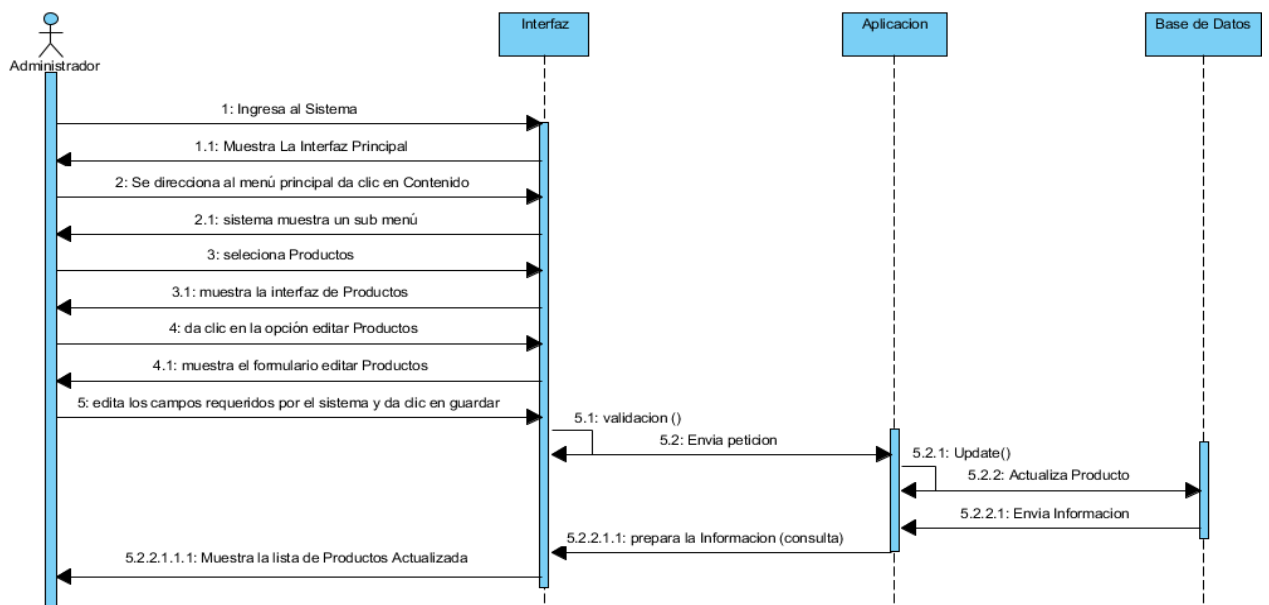 Administrador
Interfaz
Aplicacion
Base de Datos
1: Ingresa al Sistema
1.1: Muestra La Interfaz Principal
2: Se direcciona al menú principal da clic en Contenido
2.1: sistema muestra un sub menú
3: seleciona Productos
3.1: muestra la interfaz de Productos
4: da clic en la opción editar Productos
4.1: muestra el formulario editar Productos
5: edita los campos requeridos por el sistema y da clic en guardar
5.1: validacion ()
5.2: Envia peticion
5.2.1: Update()
5.2.2: Actualiza Producto
5.2.2.1: Envia Informacion
5.2.2.1.1: prepara la Informacion (consulta)
5.2.2.1.1.1: Muestra la lista de Productos Actualizada